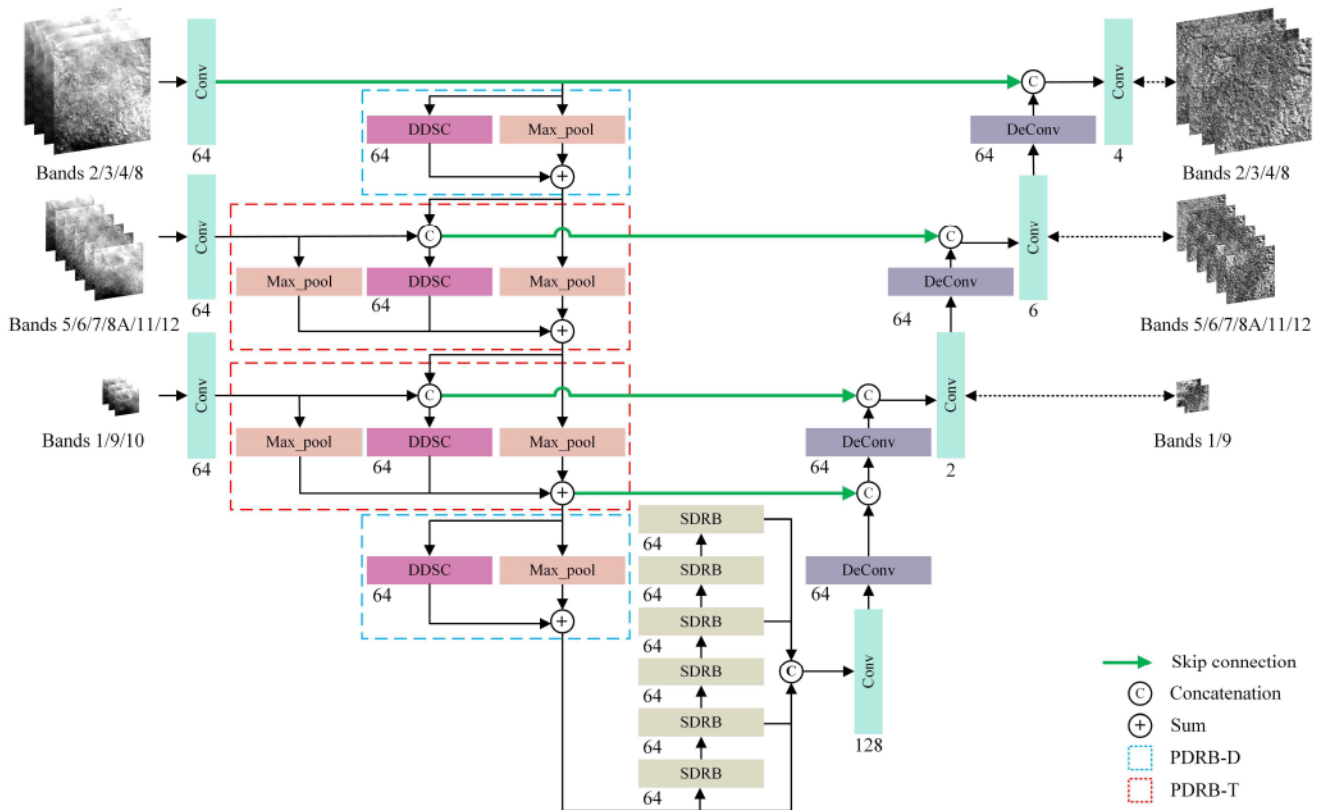 Conv
64
Bands 2/3/4/8
DDSC
64
Max_pool
+
C
DeConv
64
Conv
4
Bands 2/3/4/8
Conv
64
Bands 5/6/7/8A/11/12
C
Max_pool
DDSC
64
Max_pool
+
C
DeConv
64
Conv
6
Bands 5/6/7/8A/11/12
Conv
64
Bands 1/9/10
C
Max_pool
DDSC
64
Max_pool
+
C
DeConv
64
C
Conv
2
Bands 1/9
DDSC
64
Max_pool
+
SDRB
64
SDRB
64
SDRB
64
SDRB
64
SDRB
64
SDRB
64
C
DeConv
64
Conv
128
Skip connection
C Concatenation
+ Sum
PDRB-D
PDRB-T